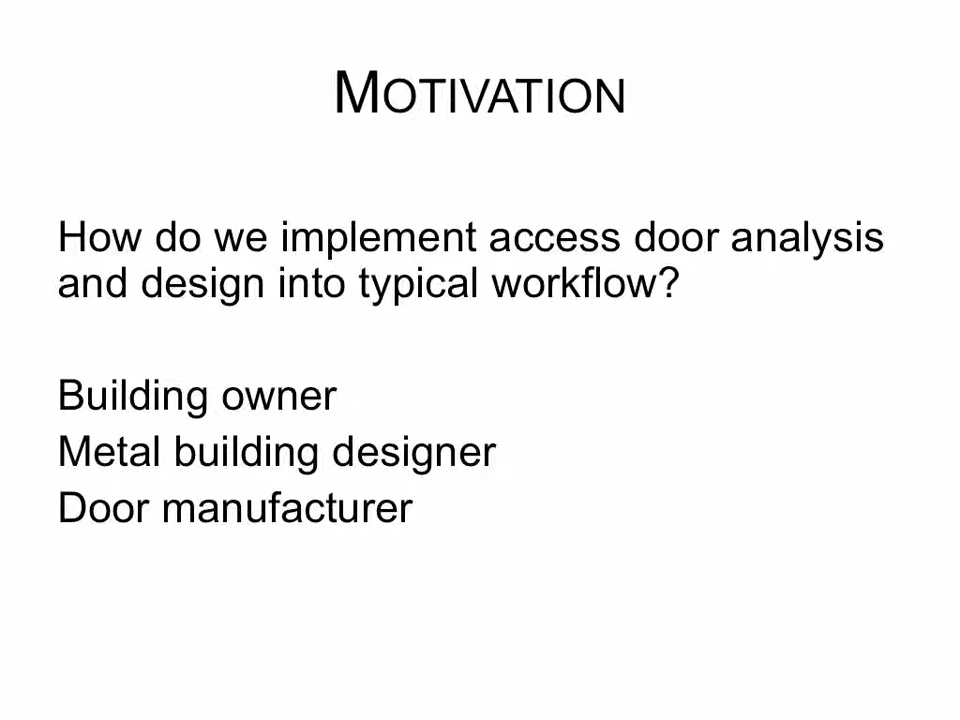 MOTIVATION
How do we implement access door analysis
and design into typical workflow?
Building owner
Metal building designer
Door manufacturer